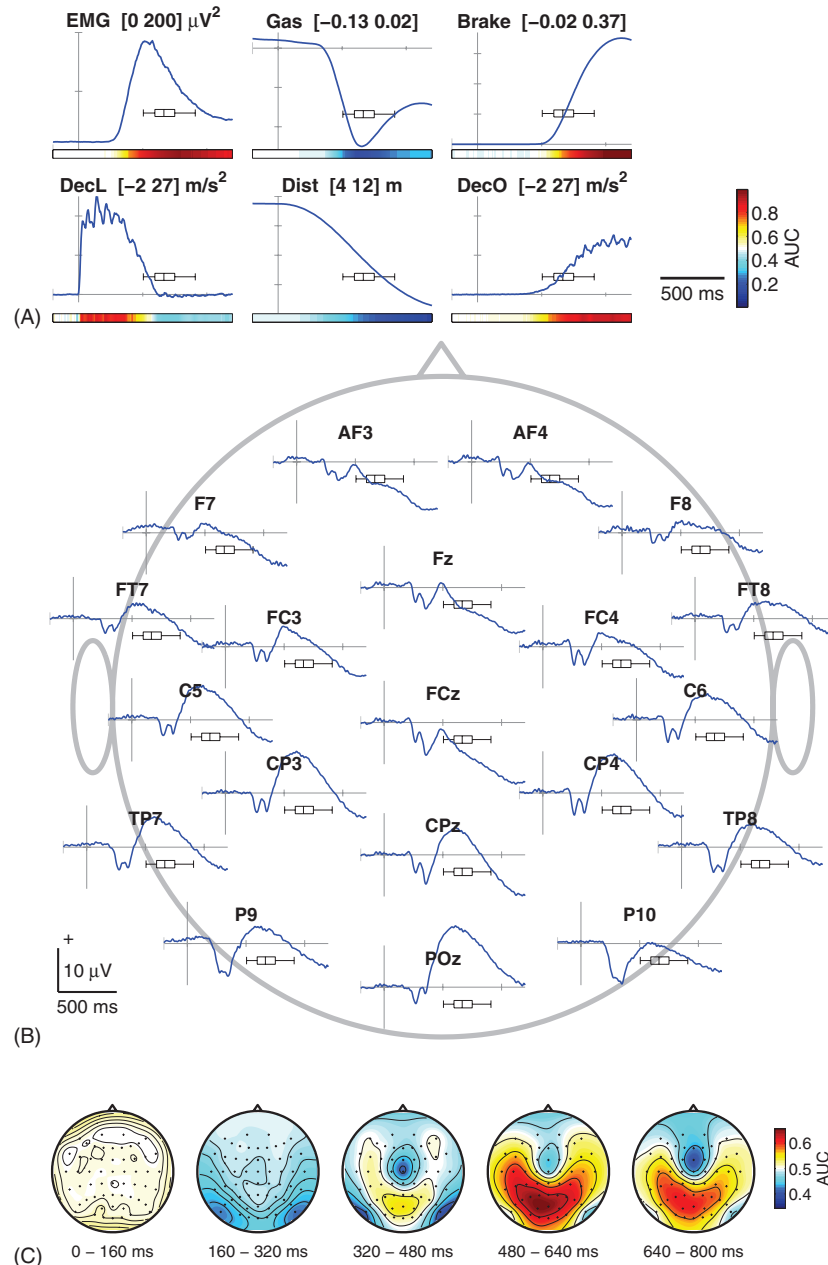 EMG [0 200] μV²
Gas [−0.13 0.02]
Brake [−0.02 0.37]
DecL [−2 27] m/s²
Dist [4 12] m
DecO [−2 27] m/s²
0.8
0.6
0.4
0.2
AUC
500 ms
(A)
AF3
AF4
F7
F8
Fz
FT7
FT8
FC3
FC4
C5
FCz
C6
CP3
CP4
TP7
CPz
TP8
P9
P10
POz
+
10 μV
500 ms
(B)
0.6
0.5
0.4
AUC
0 – 160 ms
160 – 320 ms
320 – 480 ms
480 – 640 ms
640 – 800 ms
(C)